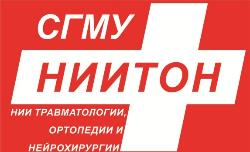 СГМУ
НИИТОН
НИИ ТРАВМАТОЛОГИИ,
ОРТОПЕДИИ И
НЕЙРОХИРУРГИИ